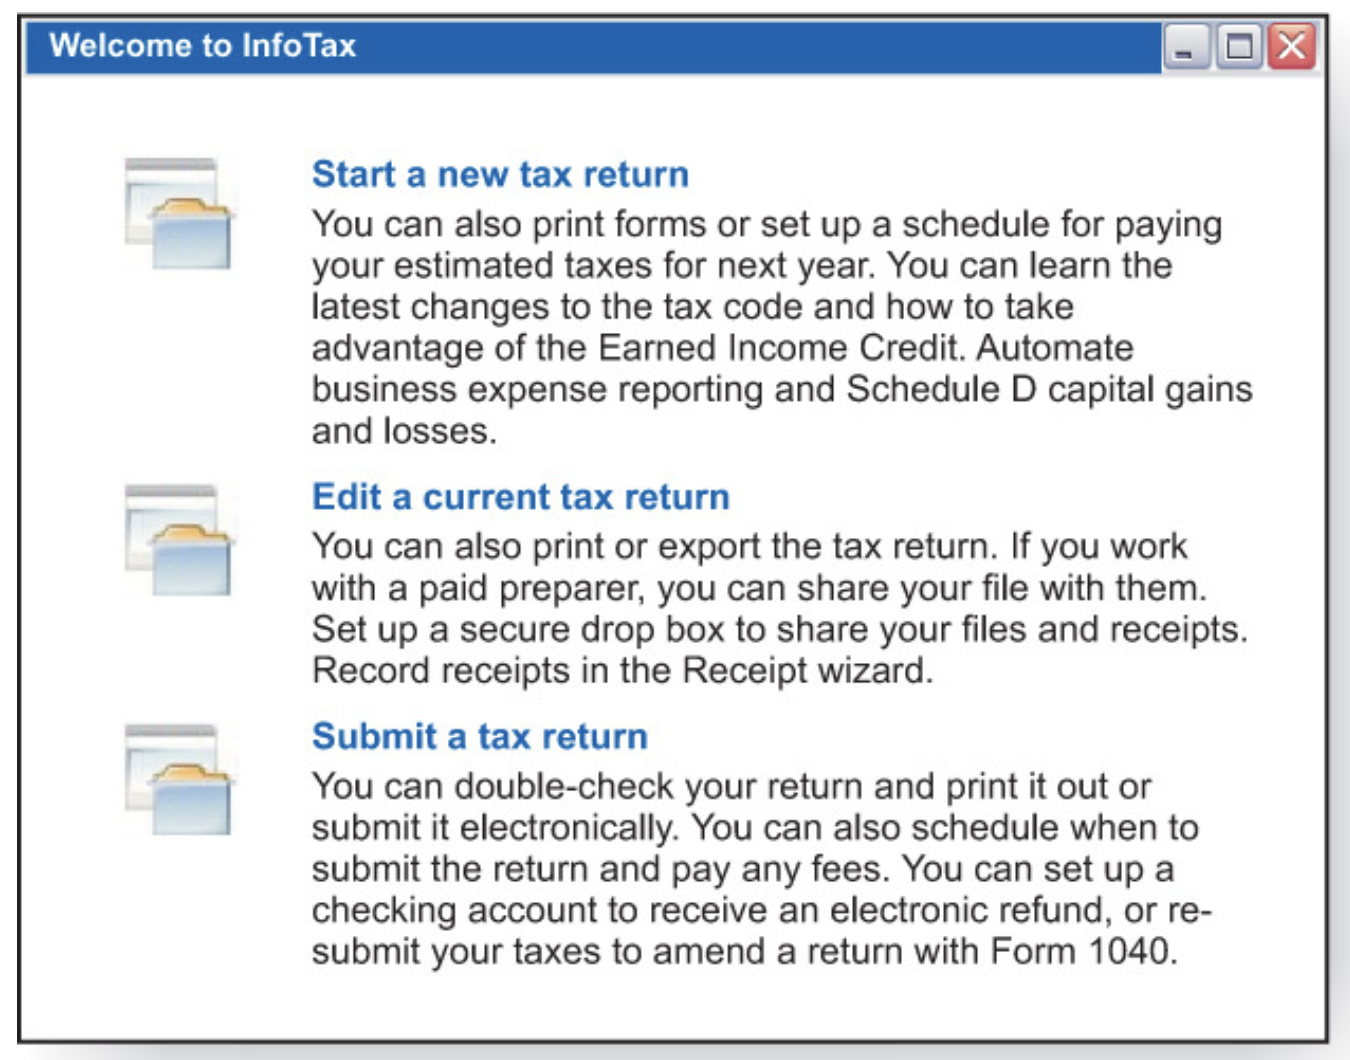 Welcome to InfoTax
Start a new tax return
You can also print forms or set up a schedule for paying
your estimated taxes for next year. You can learn the
latest changes to the tax code and how to take
advantage of the Earned Income Credit. Automate
business expense reporting and Schedule D capital gains
and losses.
Edit a current tax return
You can also print or export the tax return. If you work
with a paid preparer, you can share your file with them.
Set up a secure drop box to share your files and receipts.
Record receipts in the Receipt wizard.
Submit a tax return
You can double-check your return and print it out or
submit it electronically. You can also schedule when to
submit the return and pay any fees. You can set up a
checking account to receive an electronic refund, or re-
submit your taxes to amend a return with Form 1040.